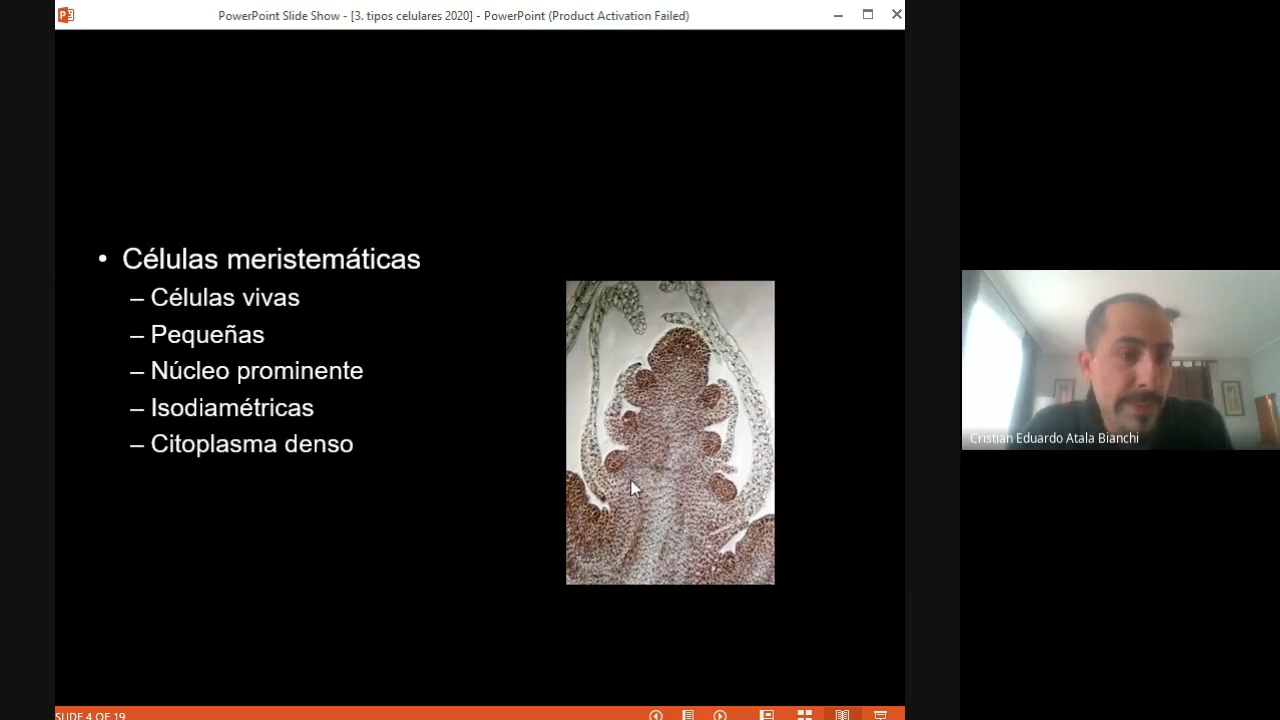 PowerPoint Slide Show - [3. tipos celulares 2020] - PowerPoint (Product Activation Failed)
• Células meristemáticas
– Células vivas
– Pequeñas
– Núcleo prominente
– Isodiamétricas
– Citoplasma denso
Cristian Eduardo Atala Bianchi
SLIDE 4 OF 19